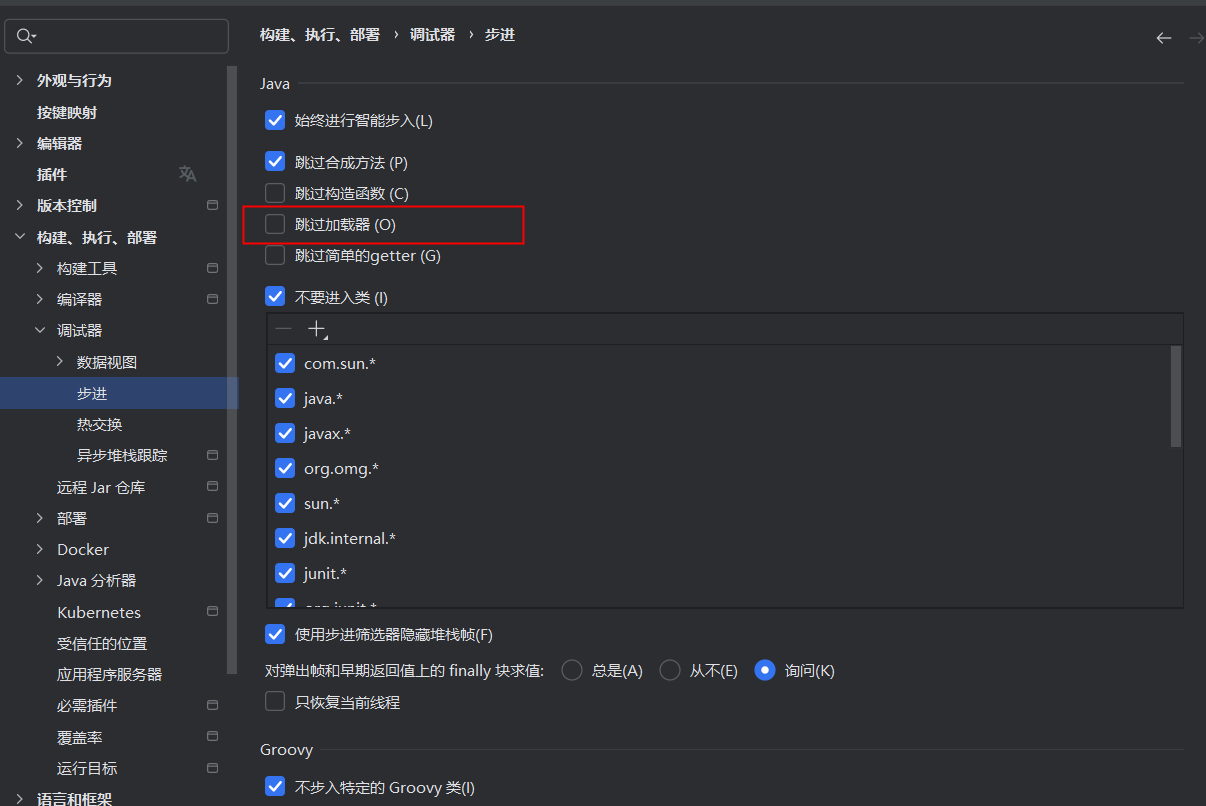 构建、执行、部署 › 调试器 › 步进
外观与行为
按键映射
编辑器
插件
版本控制
构建、执行、部署
构建工具
编译器
调试器
数据视图
步进
热交换
异步堆栈跟踪
远程 Jar 仓库
部署
Docker
Java 分析器
Kubernetes
受信任的位置
应用程序服务器
必需插件
覆盖率
运行目标
语言和框架
Java
始终进行智能步入(L)
跳过合成方法 (P)
跳过构造函数 (C)
跳过加载器 (O)
跳过简单的getter (G)
不要进入类 (I)
com.sun.*
java.*
javax.*
org.omg.*
sun.*
jdk.internal.*
junit.*
org.junit.*
使用步进筛选器隐藏堆栈帧(F)
对弹出帧和早期返回值上的 finally 块求值: 总是(A) 从不(E) 询问(K)
只恢复当前线程
Groovy
不步入特定的 Groovy 类(I)